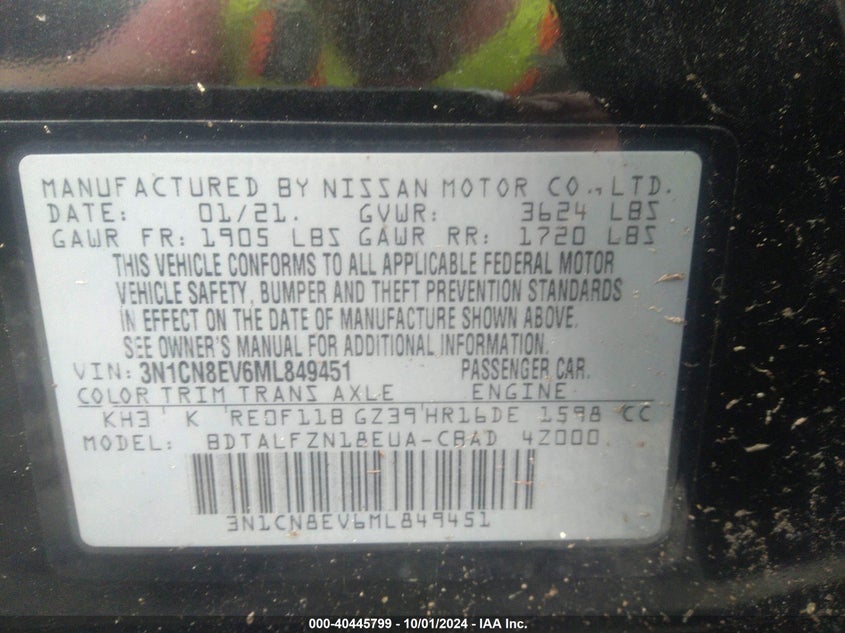 MANUFACTURED BY NISSAN MOTOR CO., LTD.
DATE: 01/21. GVWR: 3624 LBS
GAWR FR: 1905 LBS GAWR RR: 1720 LBS
THIS VEHICLE CONFORMS TO ALL APPLICABLE FEDERAL MOTOR
VEHICLE SAFETY, BUMPER AND THEFT PREVENTION STANDARDS
IN EFFECT ON THE DATE OF MANUFACTURE SHOWN ABOVE.
SEE OWNER'S MANUAL FOR ADDITIONAL INFORMATION.
VIN: 3N1CN8EV6ML849451 PASSENGER CAR.
COLOR TRIM TRANS AXLE ENGINE
KH3 K RE0F11B GZ39 HR16DE 1598 CC
MODEL: BDTALFZN18EUA-CBAD 4Z000.
3N1CN8EV6ML849451
000-40445799 - 10/01/2024 - IAA Inc.